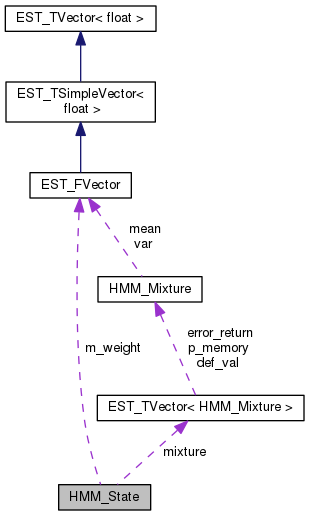 EST_TVector< float >
EST_TSimpleVector<
float >
EST_FVector
mean
var
HMM_Mixture
error_return
p_memory
def_val
m_weight
EST_TVector< HMM_Mixture >
mixture
HMM_State